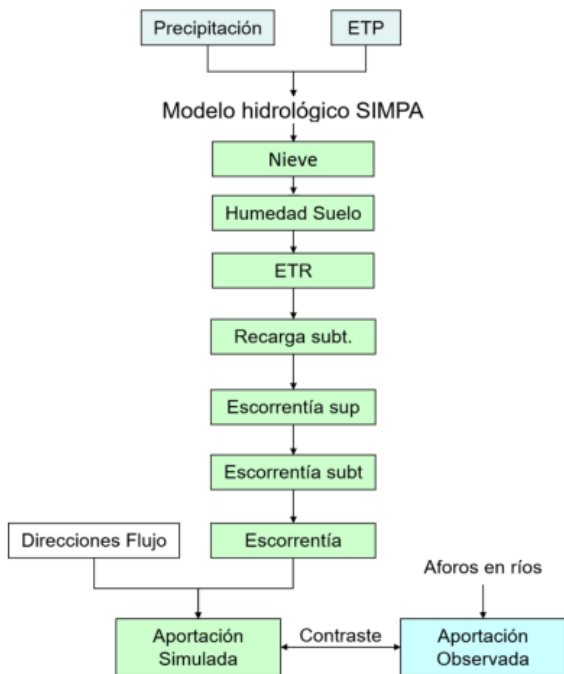 Precipitación
ETP
Modelo hidrológico SIMPA
Nieve
Humedad Suelo
ETR
Recarga subt.
Escorrentía sup
Escorrentía subt
Direcciones Flujo
Escorrentía
Aforos en ríos
Aportación
Simulada
Contraste
Aportación
Observada